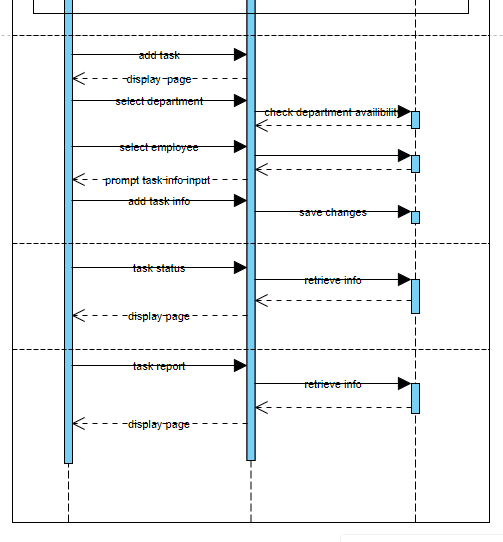 add task
display page
select department
check department availibility
select employee
prompt task info input
add task info
save changes
task status
retrieve info
display page
task report
retrieve info
display page